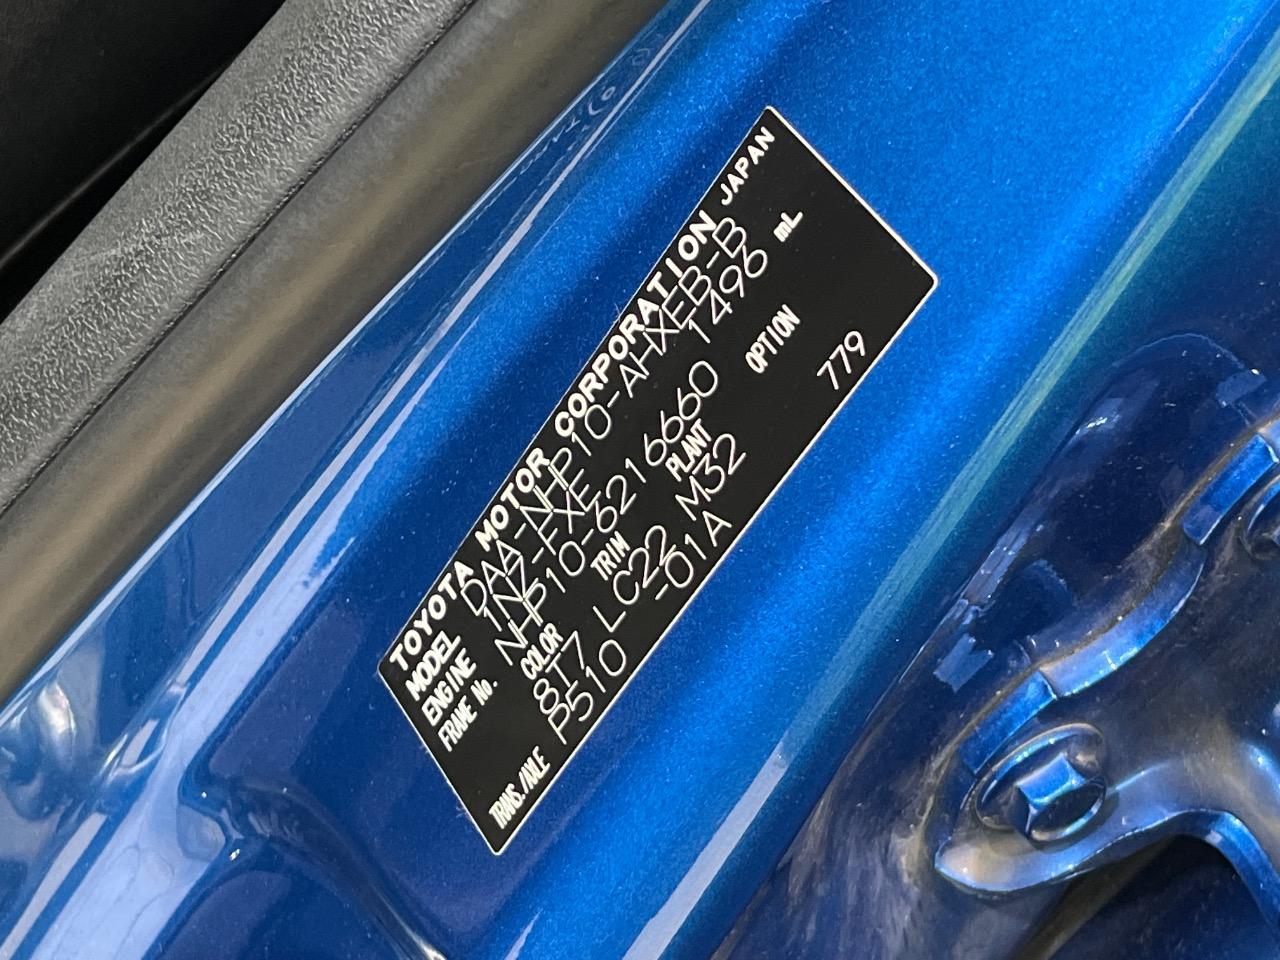 TOYOTA MOTOR CORPORATION JAPAN
MODEL DAA-NHP10-AHXEB-B
ENGINE 1NZ-FXE 1496 mL
FRAME No. NHP10-6216660
COLOR TRIM PLANT OPTION
8T7 LC22 M32 779
TRANS./AXLE P510 -01A